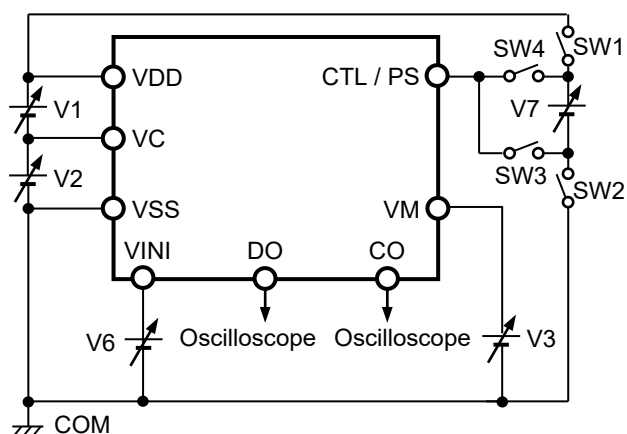 SW1
SW4
VDD
CTL / PS
V1
V7
VC
SW3
V2
SW2
VSS
VM
VINI
DO
CO
V6
Oscilloscope
Oscilloscope
V3
COM